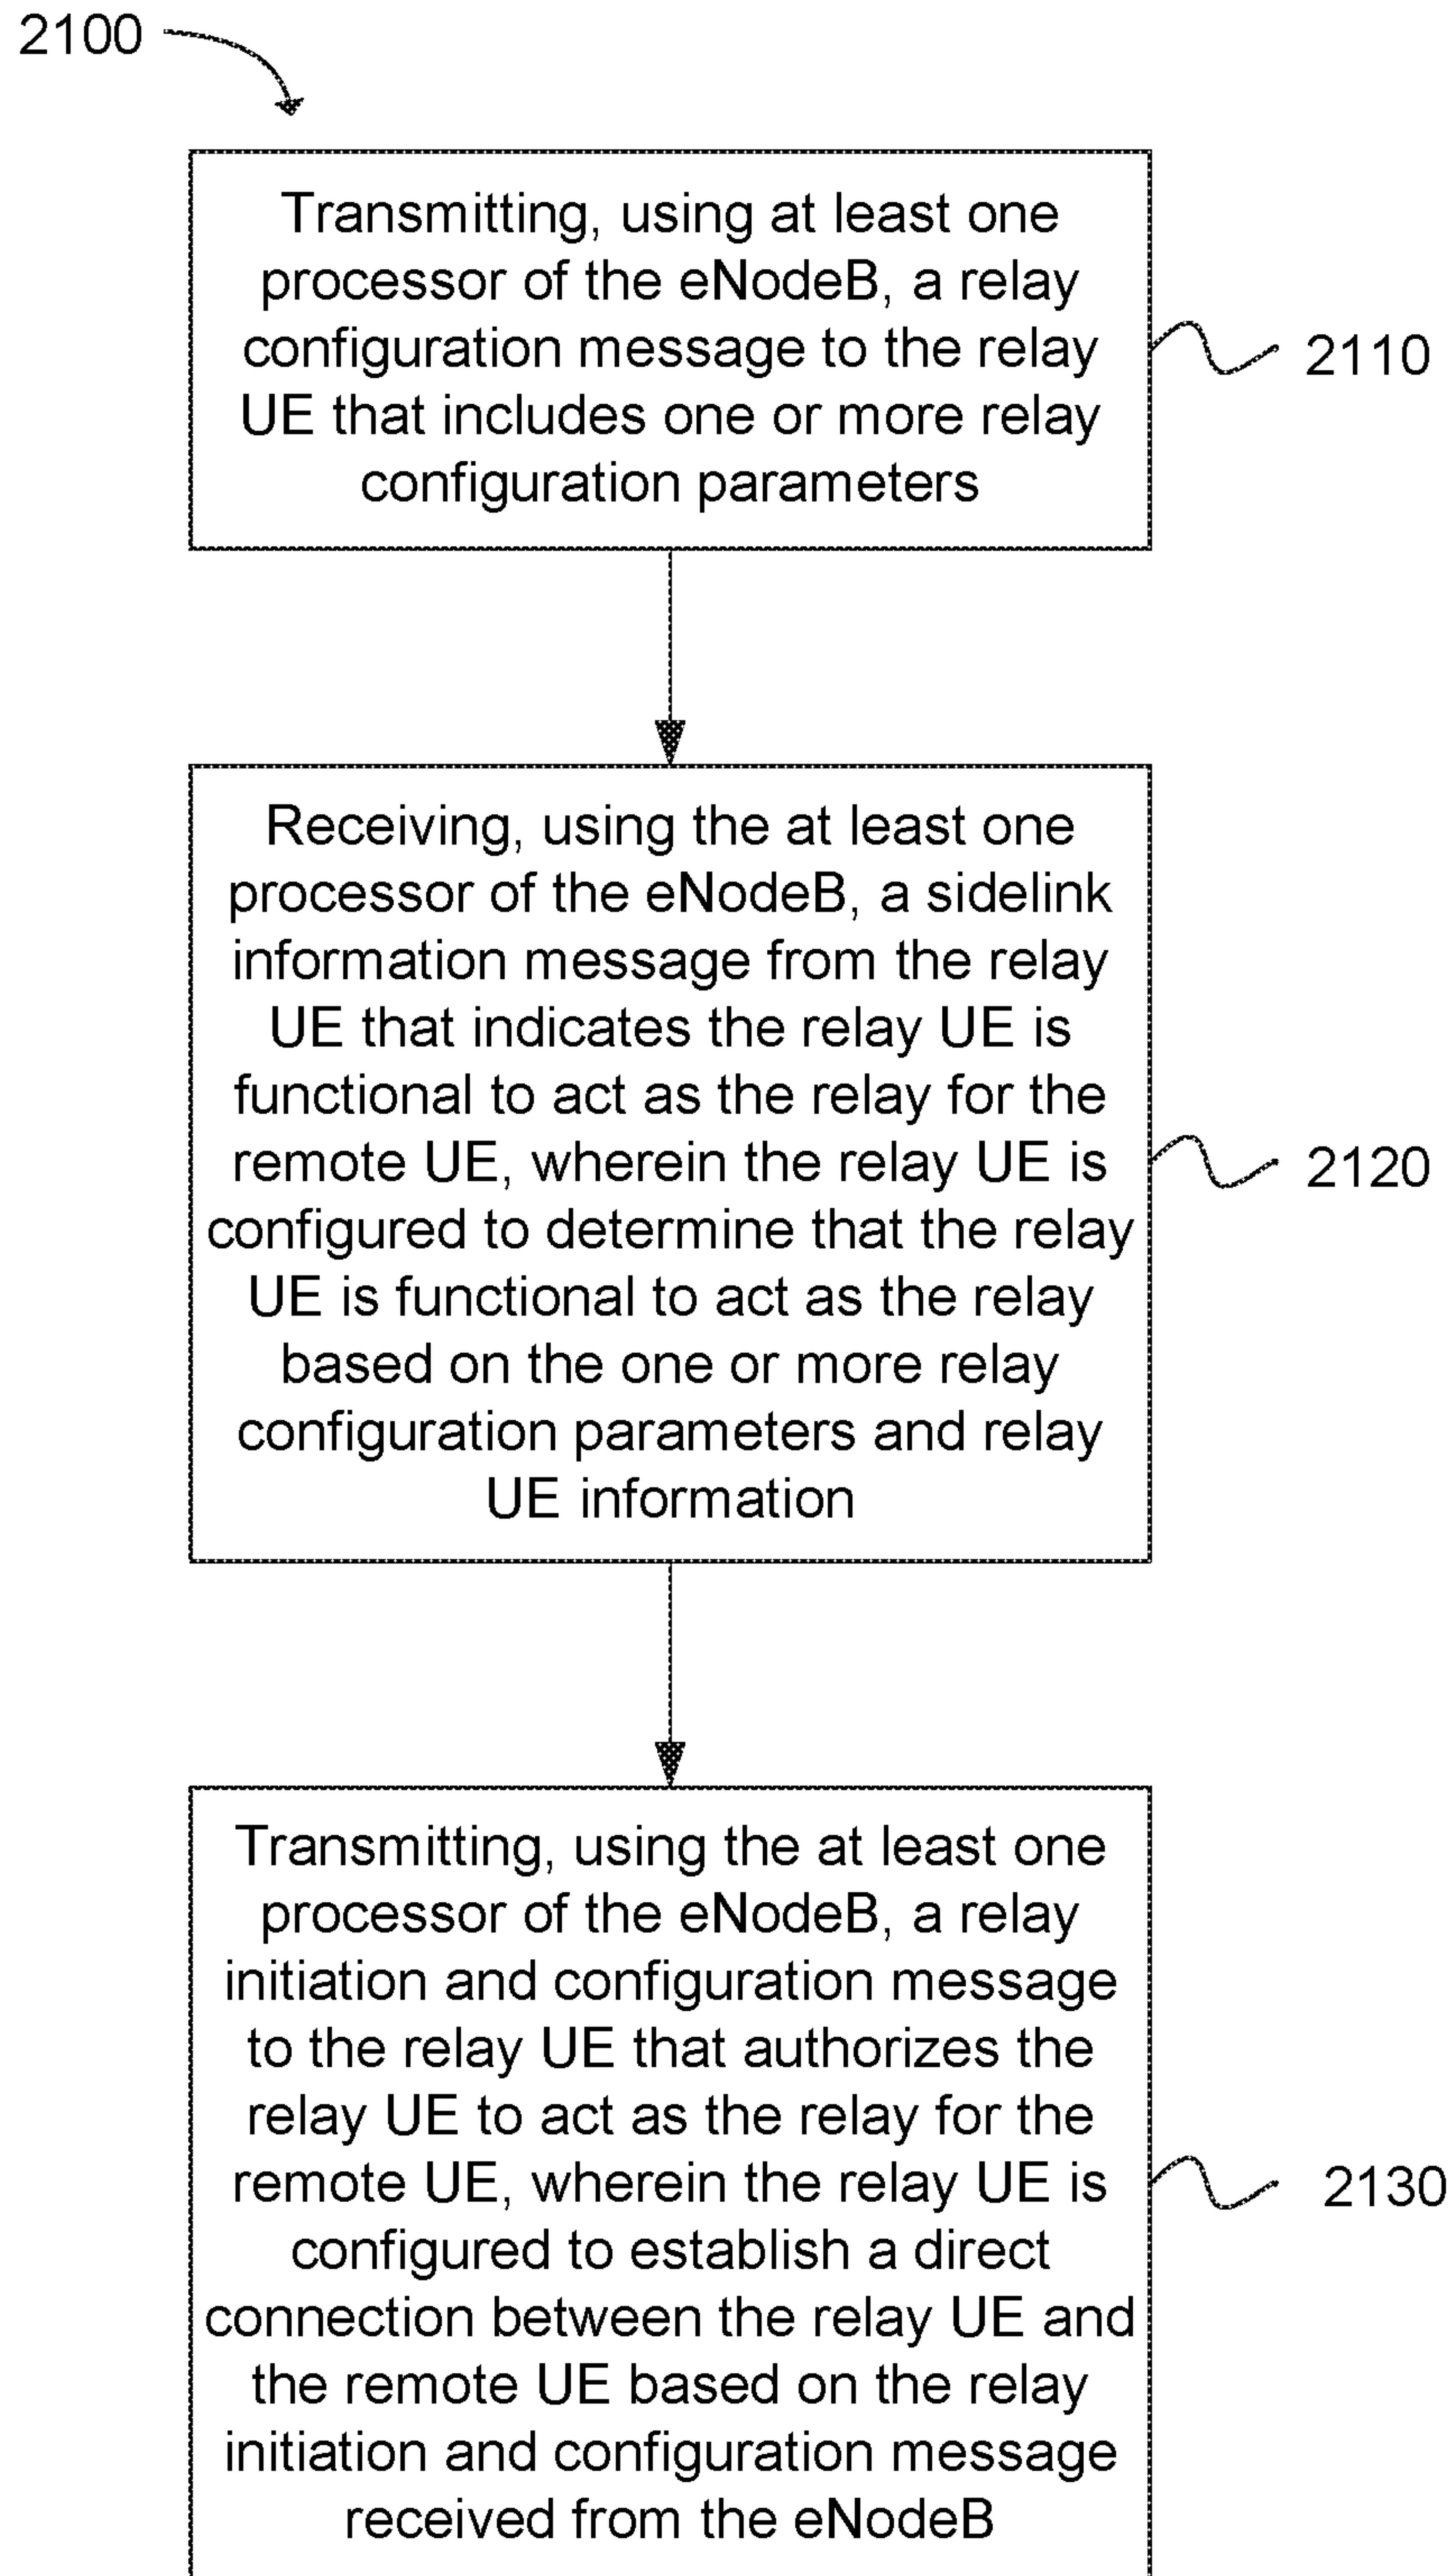 2100
Transmitting, using at least one
processor of the eNodeB, a relay
configuration message to the relay
UE that includes one or more relay
configuration parameters
2110
Receiving, using the at least one
processor of the eNodeB, a sidelink
information message from the relay
UE that indicates the relay UE is
functional to act as the relay for the
remote UE, wherein the relay UE is
configured to determine that the relay
UE is functional to act as the relay
based on the one or more relay
configuration parameters and relay
UE information
2120
Transmitting, using the at least one
processor of the eNodeB, a relay
initiation and configuration message
to the relay UE that authorizes the
relay UE to act as the relay for the
remote UE, wherein the relay UE is
configured to establish a direct
connection between the relay UE and
the remote UE based on the relay
initiation and configuration message
received from the eNodeB
2130